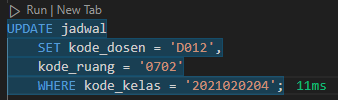 Run | New Tab
UPDATE jadwal
SET kode_dosen = 'D012',
kode_ruang = '0702'
WHERE kode_kelas = '2021020204'; 11ms